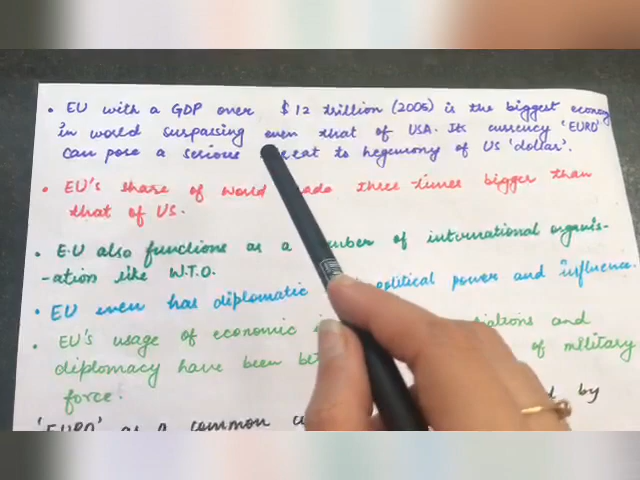 • EU with a GDP over $12 trillion (2005) is the biggest economy
in world surpassing even that of USA. Its currency 'EURO'
can pose a serious to hegemony of US 'dollar'.
• EU's share of world three times bigger than
that of US.
• E.U also functions as a of international organis-
-ation like W.T.O.
• EU even has diplomatic political power and influence.
• EU's usage of economic and
diplomacy have been of military
force.
by
'EURO' as a common